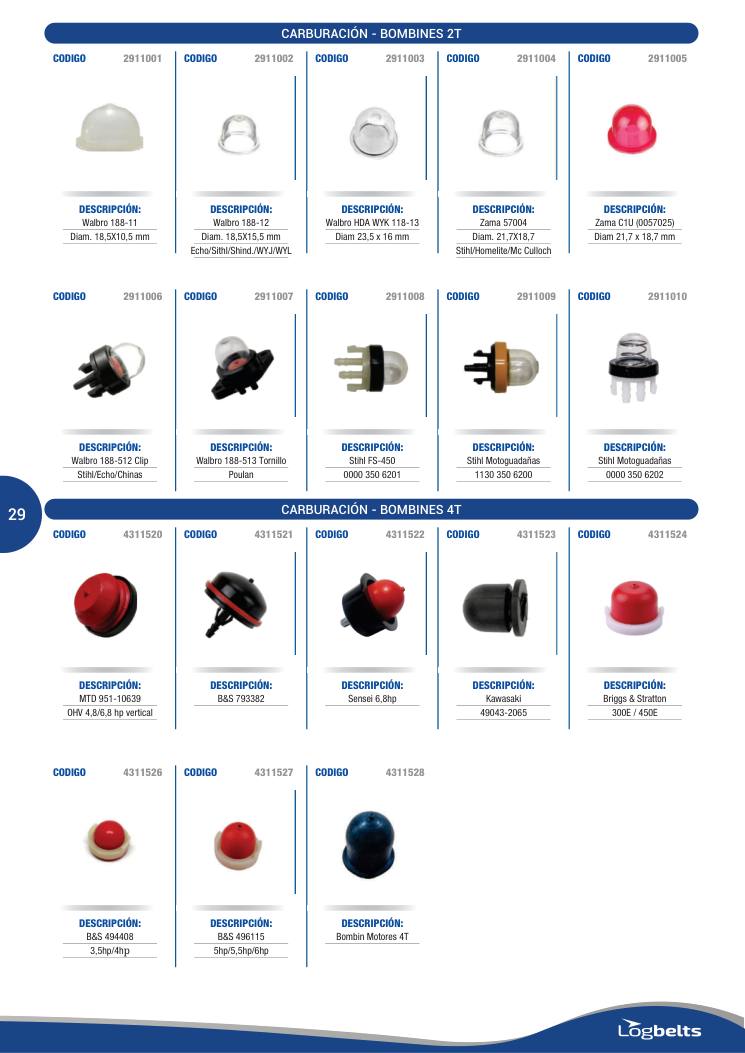 CARBURACIÓN - BOMBINES 2T
CODIGO 2911001
DESCRIPCIÓN:
Walbro 188-11
Diam. 18,5X10,5 mm
CODIGO 2911002
DESCRIPCIÓN:
Walbro 188-12
Diam. 18,5X15,5 mm
Echo/Sithl/Shind./WYJ/WYL
CODIGO 2911003
DESCRIPCIÓN:
Walbro HDA WYK 118-13
Diam 23,5 x 16 mm
CODIGO 2911004
DESCRIPCIÓN:
Zama 57004
Diam. 21,7X18,7
Stihl/Homelite/Mc Culloch
CODIGO 2911005
DESCRIPCIÓN:
Zama C1U (0057025)
Diam 21,7 x 18,7 mm
CODIGO 2911006
DESCRIPCIÓN:
Walbro 188-512 Clip
Stihl/Echo/Chinas
CODIGO 2911007
DESCRIPCIÓN:
Walbro 188-513 Tornillo
Poulan
CODIGO 2911008
DESCRIPCIÓN:
Stihl FS-450
0000 350 6201
CODIGO 2911009
DESCRIPCIÓN:
Stihl Motoguadañas
1130 350 6200
CODIGO 2911010
DESCRIPCIÓN:
Stihl Motoguadañas
0000 350 6202
29
CARBURACIÓN - BOMBINES 4T
CODIGO 4311520
DESCRIPCIÓN:
MTD 951-10639
OHV 4,8/6,8 hp vertical
CODIGO 4311521
DESCRIPCIÓN:
B&S 793382
CODIGO 4311522
DESCRIPCIÓN:
Sensei 6,8hp
CODIGO 4311523
DESCRIPCIÓN:
Kawasaki
49043-2065
CODIGO 4311524
DESCRIPCIÓN:
Briggs & Stratton
300E / 450E
CODIGO 4311526
DESCRIPCIÓN:
B&S 494408
3,5hp/4hp
CODIGO 4311527
DESCRIPCIÓN:
B&S 496115
5hp/5,5hp/6hp
CODIGO 4311528
DESCRIPCIÓN:
Bombin Motores 4T
Logbelts